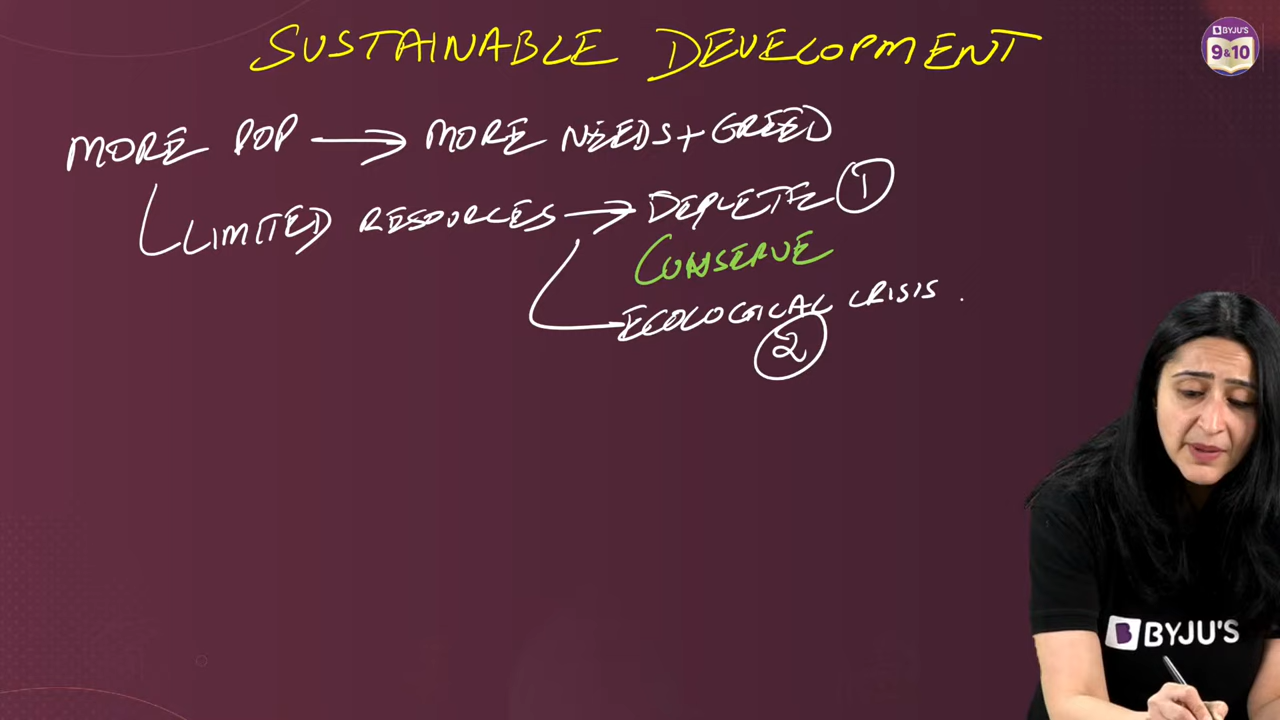 SUSTAINABLE DEVELOPMENT
BYJU'S
9&10
MORE POP → MORE NEEDS+GREED
LIMITED RESOURCES → DEPLETE 1
CONSERVE
ECOLOGICAL CRISIS.
2
BYJU'S